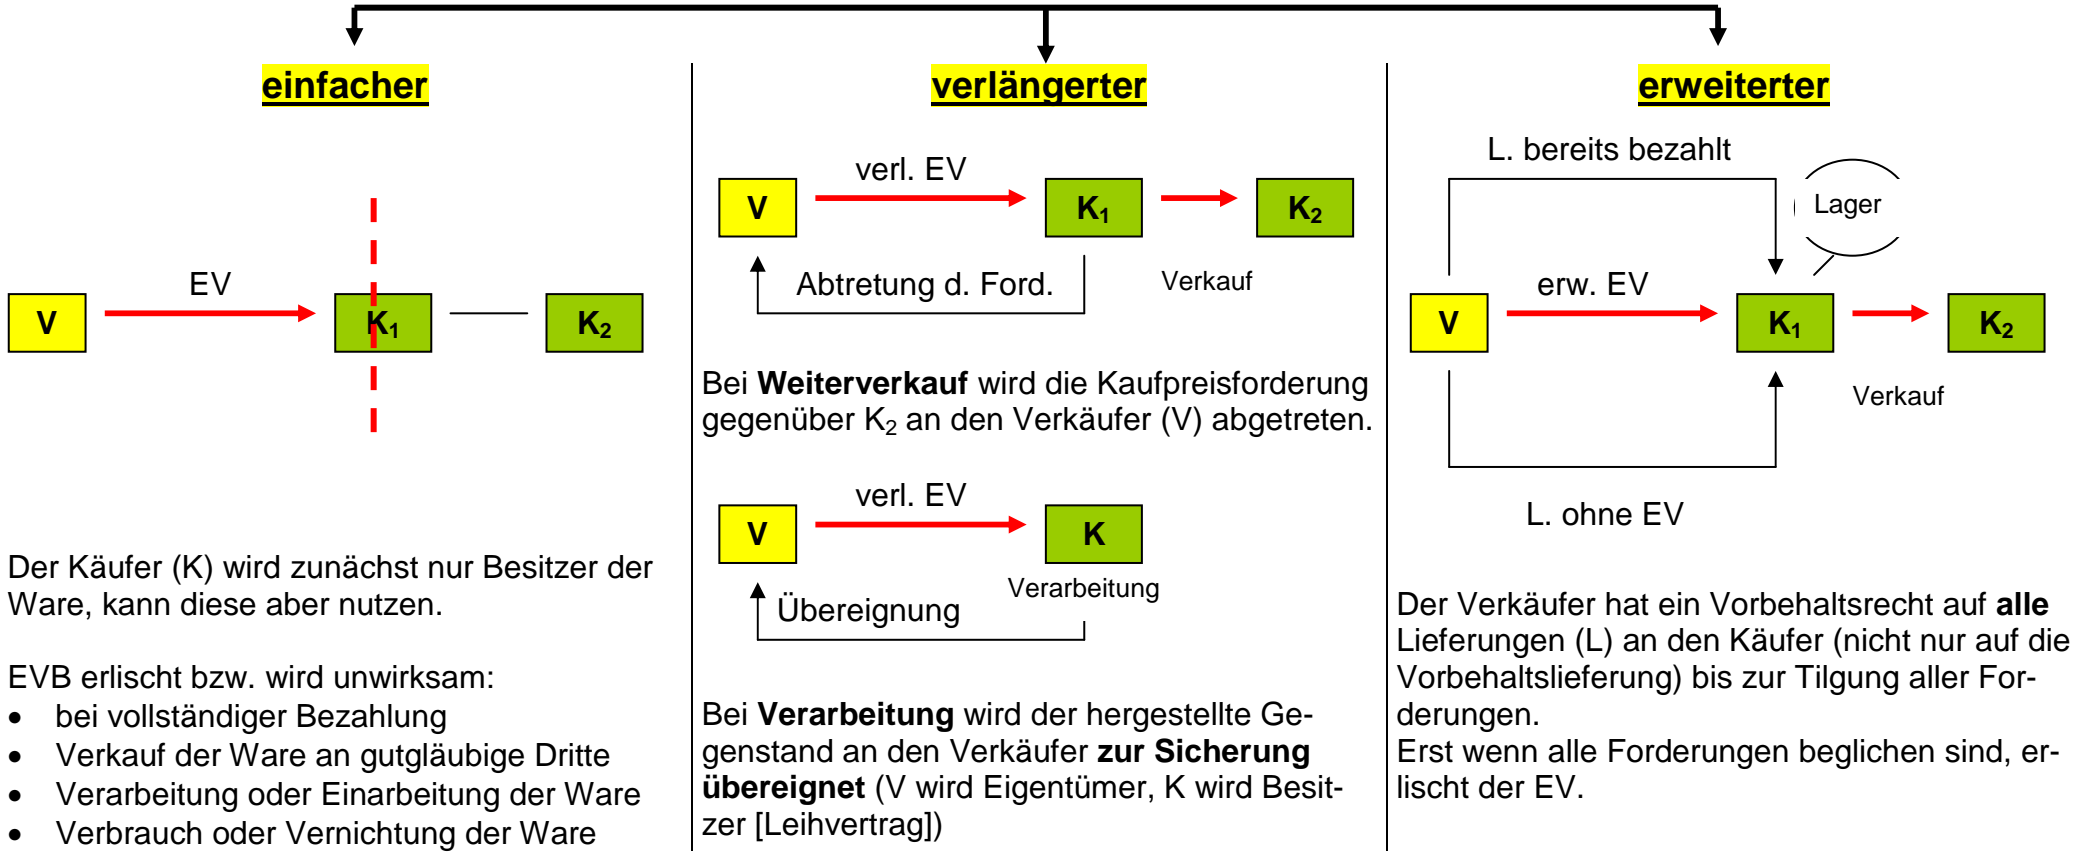 einfacher
EV
V
K₁
K₂
Der Käufer (K) wird zunächst nur Besitzer der
Ware, kann diese aber nutzen.
EVB erlischt bzw. wird unwirksam:
• bei vollständiger Bezahlung
• Verkauf der Ware an gutgläubige Dritte
• Verarbeitung oder Einarbeitung der Ware
• Verbrauch oder Vernichtung der Ware
verlängerter
verl. EV
V
K₁
K₂
Abtretung d. Ford.
Verkauf
Bei Weiterverkauf wird die Kaufpreisforderung
gegenüber K₂ an den Verkäufer (V) abgetreten.
verl. EV
V
K
Verarbeitung
Übereignung
Bei Verarbeitung wird der hergestellte Ge-
genstand an den Verkäufer zur Sicherung
übereignet (V wird Eigentümer, K wird Besit-
zer [Leihvertrag])
erweiterter
L. bereits bezahlt
Lager
erw. EV
V
K₁
K₂
Verkauf
L. ohne EV
Der Verkäufer hat ein Vorbehaltsrecht auf alle
Lieferungen (L) an den Käufer (nicht nur auf die
Vorbehaltslieferung) bis zur Tilgung aller For-
derungen.
Erst wenn alle Forderungen beglichen sind, er-
lischt der EV.